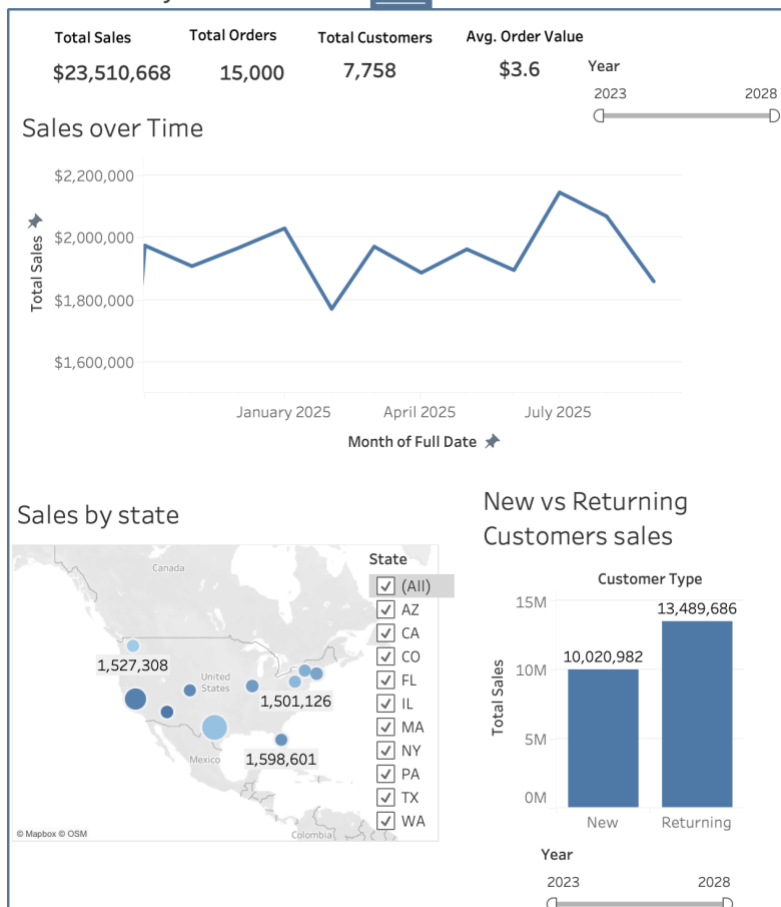 Total Sales
Total Orders
Total Customers
Avg. Order Value
$23,510,668
15,000
7,758
$3.6
Year
2023
2028
Sales over Time
$2,200,000
$2,000,000
$1,800,000
$1,600,000
Total Sales
January 2025
April 2025
July 2025
Month of Full Date
Sales by state
Canada
United
States
Mexico
Colombia
1,527,308
1,501,126
1,598,601
© Mapbox © OSM
State
(All)
AZ
CA
CO
FL
IL
MA
NY
PA
TX
WA
New vs Returning
Customers sales
Customer Type
15M
10M
5M
0M
Total Sales
10,020,982
13,489,686
New
Returning
Year
2023
2028